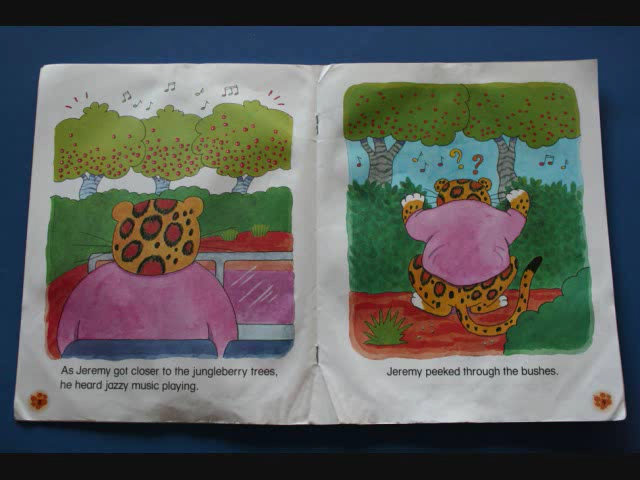 As Jeremy got closer to the jungleberry trees,
he heard jazzy music playing.
Jeremy peeked through the bushes.